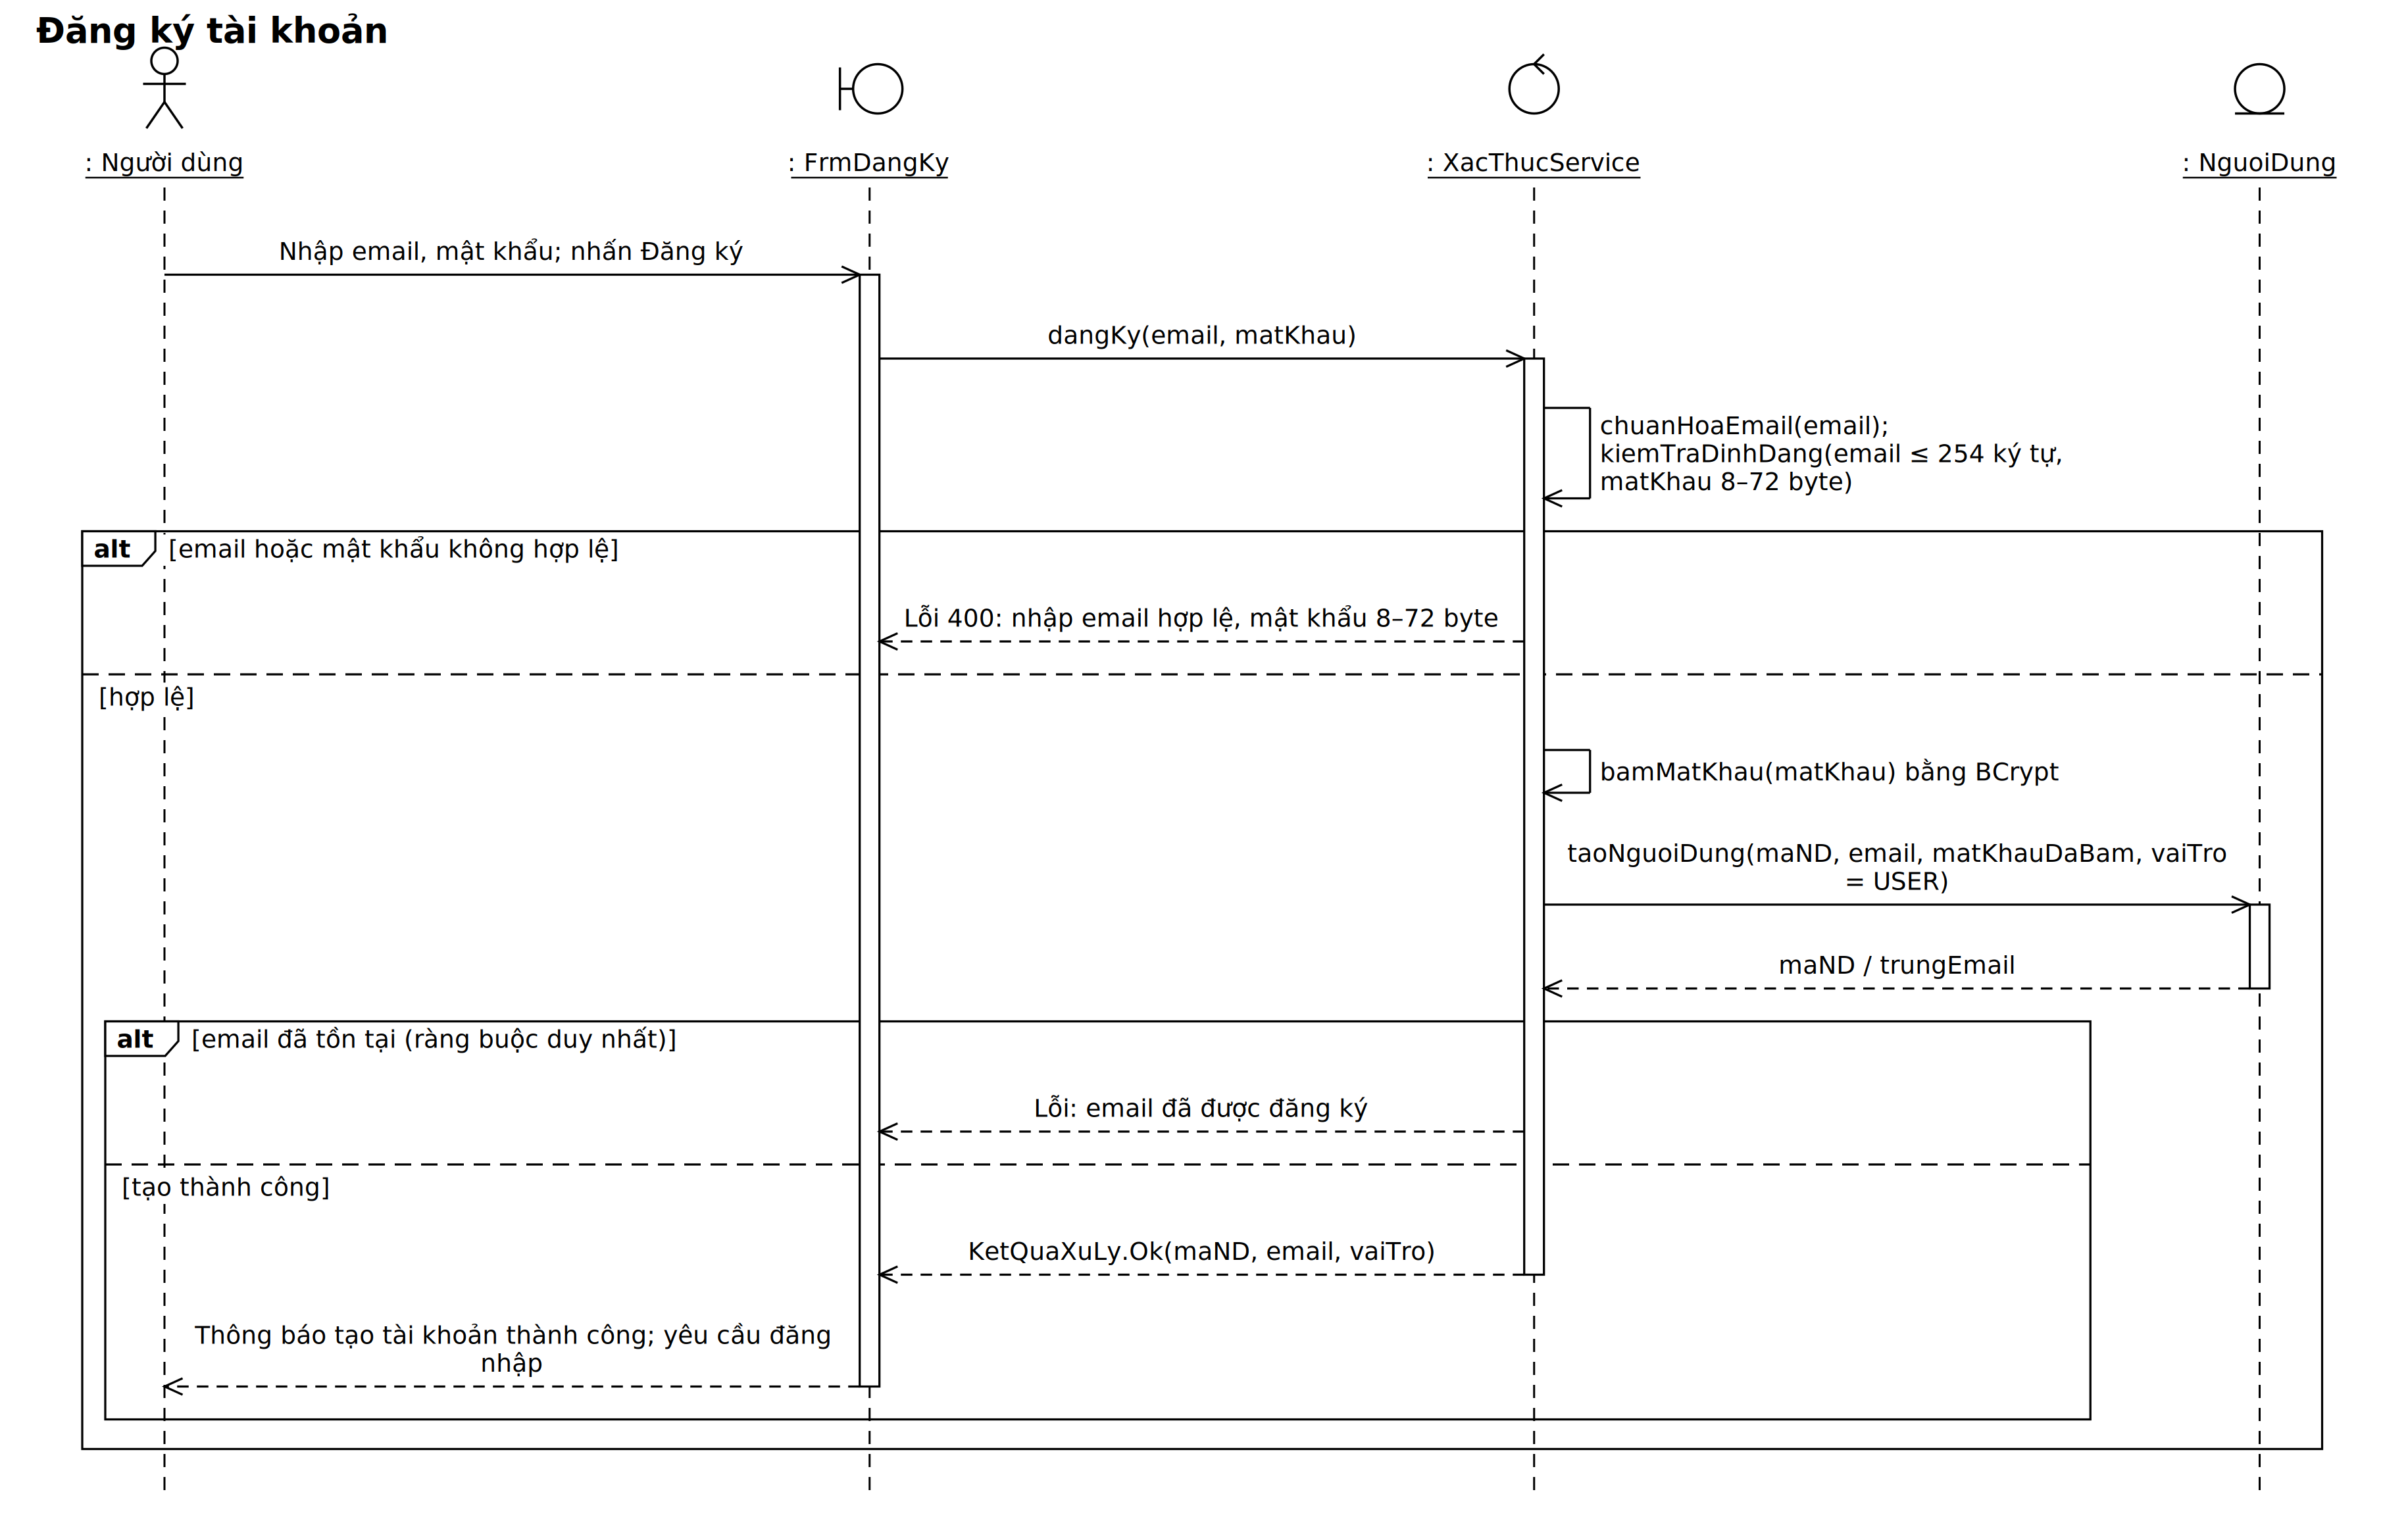 Đăng ký tài khoản
: Người dùng
: FrmDangKy
: XacThucService
: NguoiDung
Nhập email, mật khẩu; nhấn Đăng ký
dangKy(email, matKhau)
chuanHoaEmail(email);
kiemTraDinhDang(email ≤ 254 ký tự,
matKhau 8–72 byte)
alt
[email hoặc mật khẩu không hợp lệ]
Lỗi 400: nhập email hợp lệ, mật khẩu 8–72 byte
[hợp lệ]
bamMatKhau(matKhau) bằng BCrypt
taoNguoiDung(maND, email, matKhauDaBam, vaiTro
= USER)
maND / trungEmail
alt
[email đã tồn tại (ràng buộc duy nhất)]
Lỗi: email đã được đăng ký
[tạo thành công]
KetQuaXuLy.Ok(maND, email, vaiTro)
Thông báo tạo tài khoản thành công; yêu cầu đăng
nhập